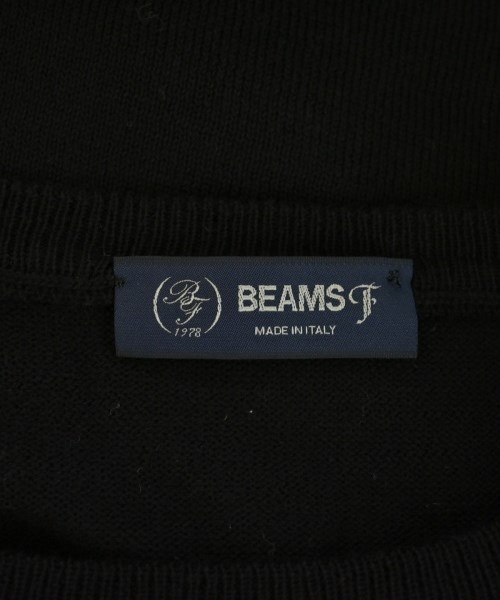 BF
1978
BEAMS F
MADE IN ITALY